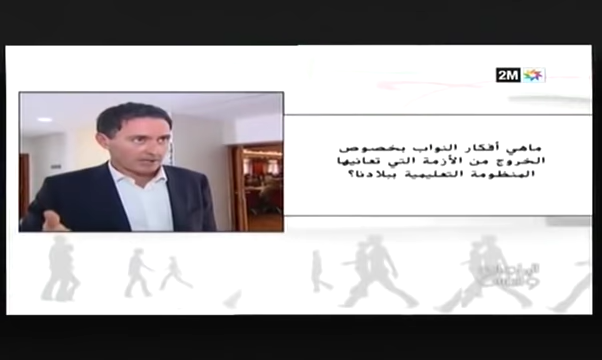 2M
ماهي أفكار النواب بخصوص
الخروج من الأزمة التي تعانيها
المنظومة التعليمية ببلادنا؟